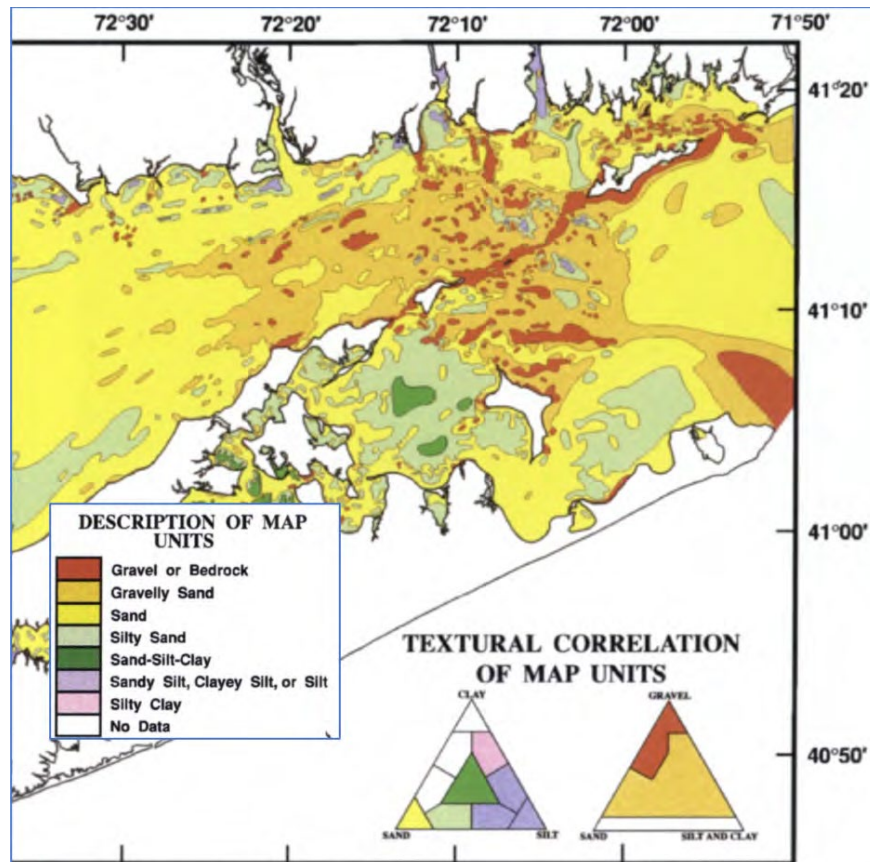 72°30' 72°20' 72°10' 72°00' 71°50'
41°20'
41°10'
41°00'
40°50'
DESCRIPTION OF MAP
UNITS
Gravel or Bedrock
Gravelly Sand
Sand
Silty Sand
Sand-Silt-Clay
Sandy Silt, Clayey Silt, or Silt
Silty Clay
No Data
TEXTURAL CORRELATION
OF MAP UNITS
CLAY
SAND SILT
GRAVEL
SAND SILT AND CLAY